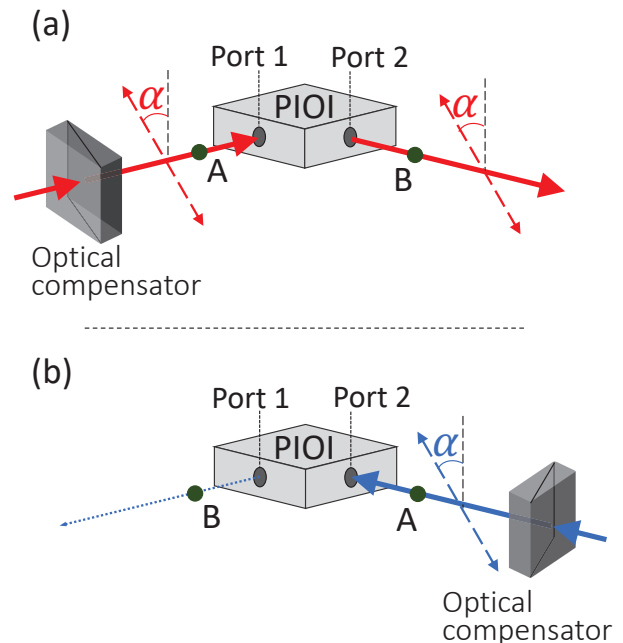 (a)
Port 1 Port 2
α PIOI α
A B
Optical
compensator
(b)
Port 1 Port 2
PIOI α
B A
Optical
compensator